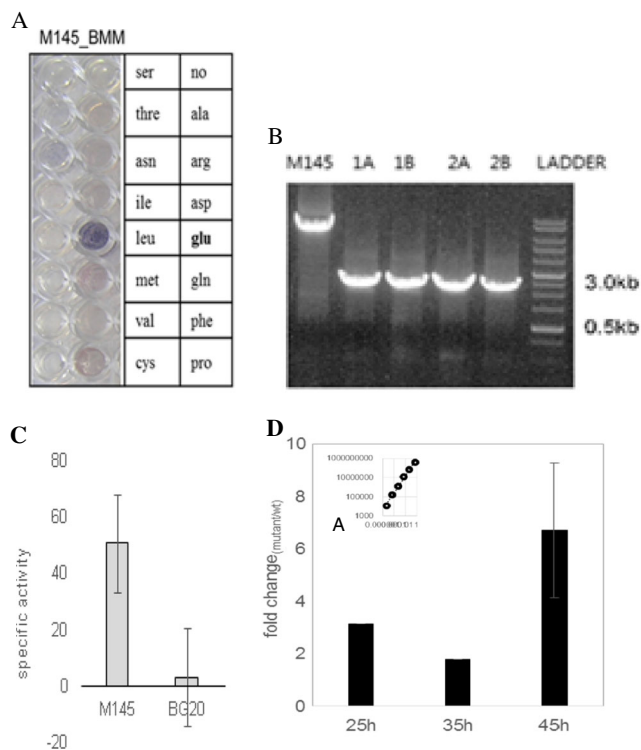 A
M145_BMM
ser no
thre ala
asn arg
ile asp
leu glu
met gln
val phe
cys pro
B
M145 1A 1B 2A 2B LADDER
3.0kb
0.5kb
C
80
60
40
20
0
-20
specific activity
M145 BG20
D
10
8
6
4
2
0
fold change(mutant/wt)
1000000000
10000000
100000
1000
A
25h 35h 45h